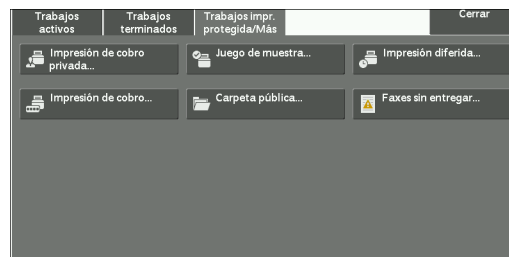 Trabajos activos
Trabajos terminados
Trabajos impr. protegida/Más
Cerrar
Impresión de cobro privada...
Juego de muestra...
Impresión diferida...
Impresión de cobro...
Carpeta pública...
Faxes sin entregar...